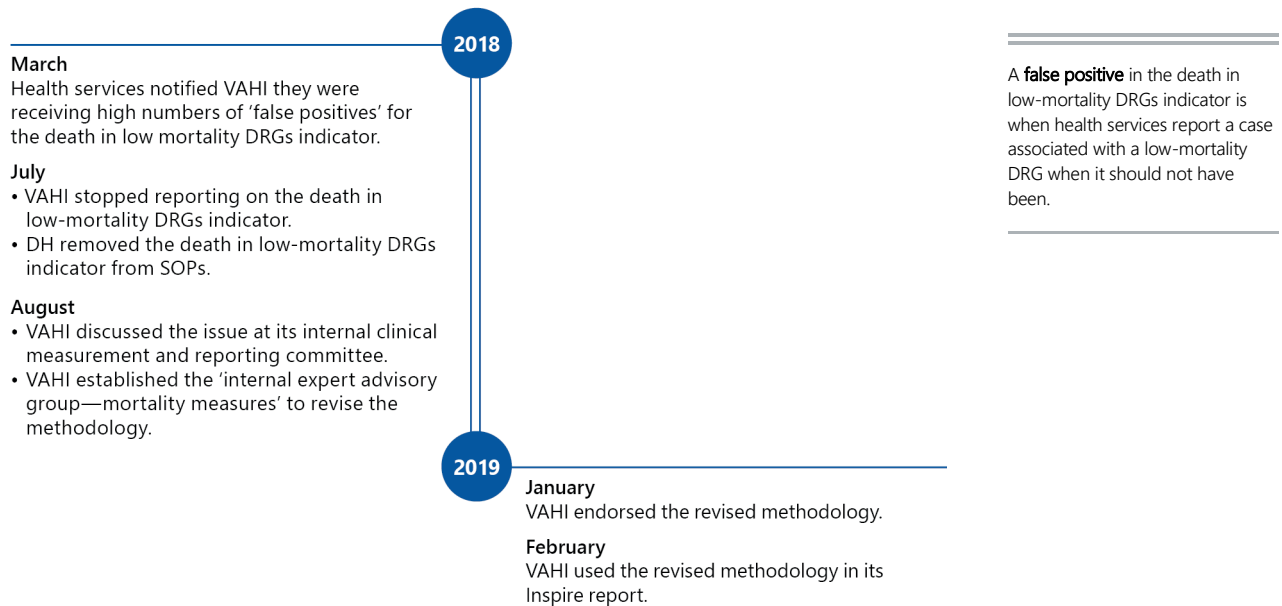 2018
March
Health services notified VAHI they were
receiving high numbers of ‘false positives’ for
the death in low mortality DRGs indicator.
July
• VAHI stopped reporting on the death in
low-mortality DRGs indicator.
• DH removed the death in low-mortality DRGs
indicator from SOPs.
August
• VAHI discussed the issue at its internal clinical
measurement and reporting committee.
• VAHI established the ‘internal expert advisory
group—mortality measures’ to revise the
methodology.
2019
January
VAHI endorsed the revised methodology.
February
VAHI used the revised methodology in its
Inspire report.
A false positive in the death in
low-mortality DRGs indicator is
when health services report a case
associated with a low-mortality
DRG when it should not have
been.